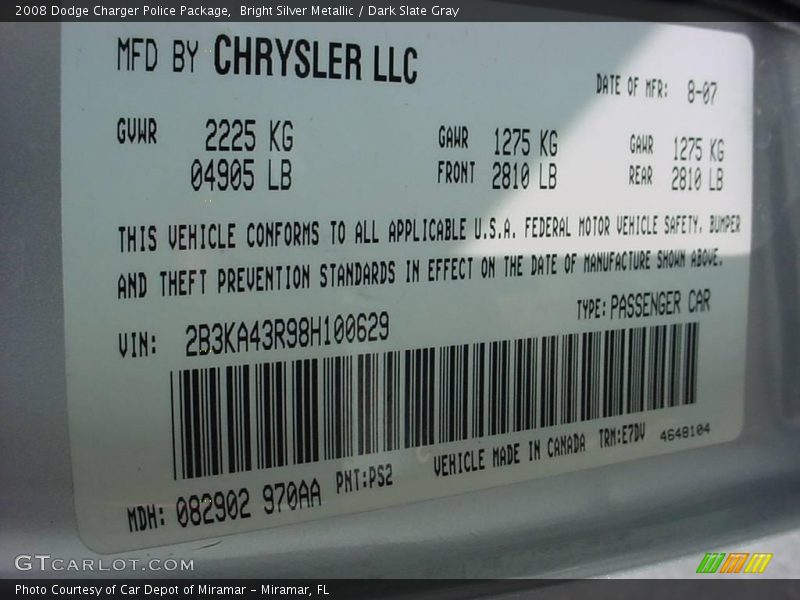 2008 Dodge Charger Police Package,  Bright Silver Metallic / Dark Slate Gray
MFD BY CHRYSLER LLC
DATE OF MFR: 8-07
GVWR 2225 KG GAWR 1275 KG GAWR 1275 KG
04905 LB FRONT 2810 LB REAR 2810 LB
THIS VEHICLE CONFORMS TO ALL APPLICABLE U.S.A. FEDERAL MOTOR VEHICLE SAFETY, BUMPER
AND THEFT PREVENTION STANDARDS IN EFFECT ON THE DATE OF MANUFACTURE SHOWN ABOVE.
VIN: 2B3KA43R98H100629 TYPE: PASSENGER CAR
MDH: 082902 970AA PNT:PS2 VEHICLE MADE IN CANADA TRM:E7DV 4648104
GTCARLOT.COM
Photo Courtesy of Car Depot of Miramar - Miramar, FL